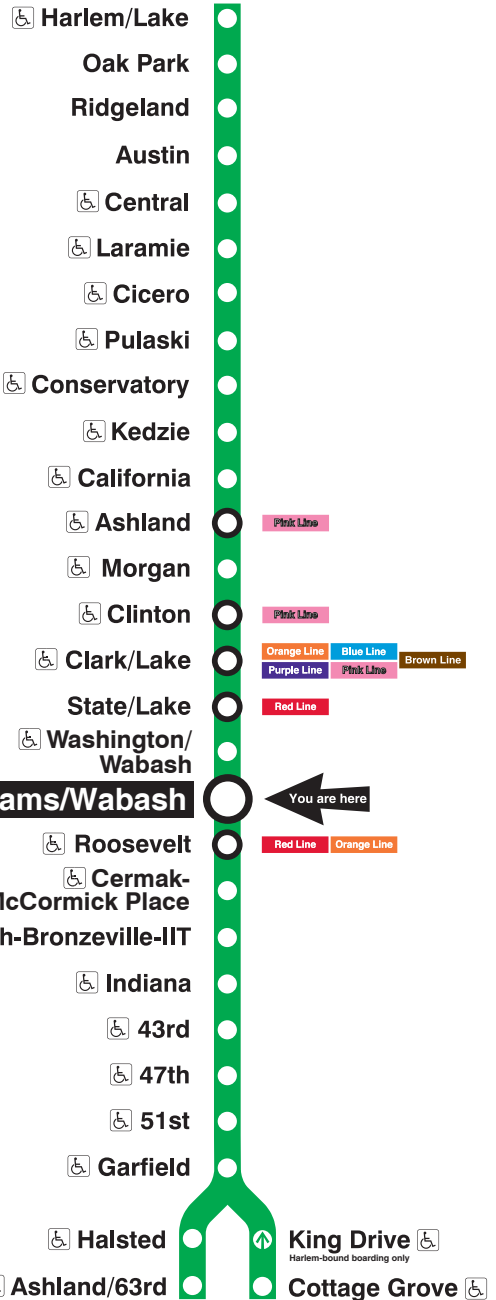 Harlem/Lake
Oak Park
Ridgeland
Austin
Central
Laramie
Cicero
Pulaski
Conservatory
Kedzie
California
Ashland Pink Line
Morgan
Clinton Pink Line
Clark/Lake Orange Line Blue Line Brown Line
Purple Line Pink Line
State/Lake Red Line
Washington/
Wabash
ams/Wabash You are here
Roosevelt Red Line Orange Line
Cermak-
McCormick Place
h-Bronzeville-IIT
Indiana
43rd
47th
51st
Garfield
Halsted King Drive
Harlem-bound boarding only
Ashland/63rd Cottage Grove